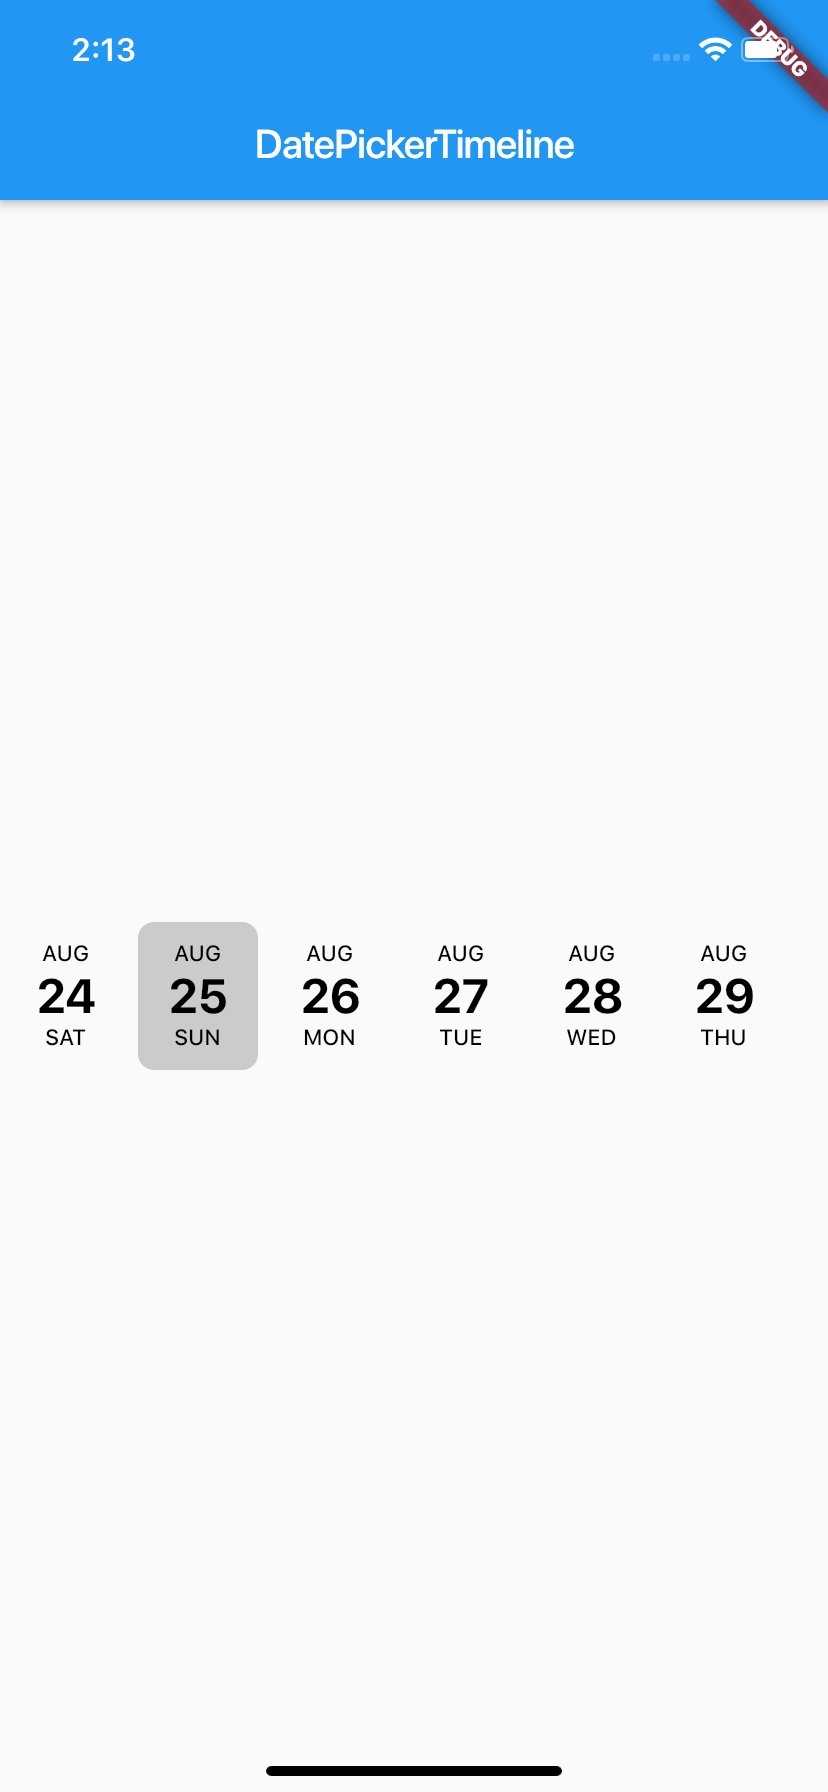 2:13
DEBUG
DatePickerTimeline
AUG AUG AUG AUG AUG AUG
24 25 26 27 28 29
SAT SUN MON TUE WED THU